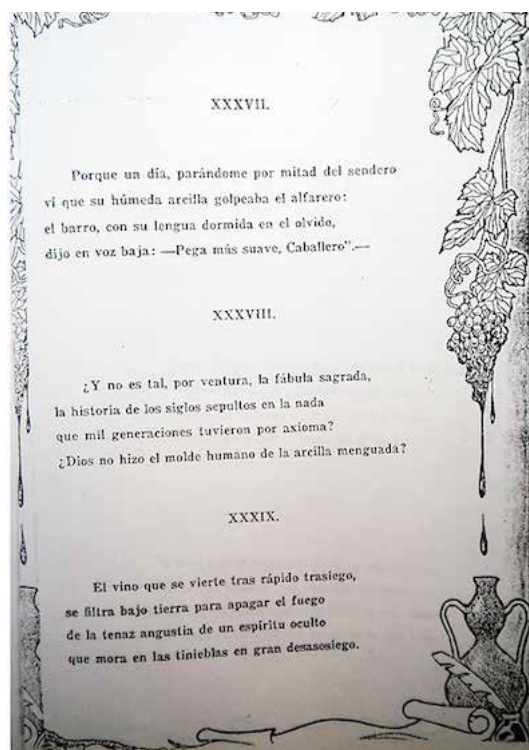 XXXVII.
Porque un día, parándome por mitad del sendero
ví que su húmeda arcilla golpeaba el alfarero:
el barro, con su lengua dormida en el olvido,
dijo en voz baja: —Pega más suave, Caballero".—
XXXVIII.
¿Y no es tal, por ventura, la fábula sagrada,
la historia de los siglos sepultos en la nada
que mil generaciones tuvieron por axioma?
¿Dios no hizo el molde humano de la arcilla menguada?
XXXIX.
El vino que se vierte tras rápido trasiego,
se filtra bajo tierra para apagar el fuego
de la tenaz angustia de un espíritu oculto
que mora en las tinieblas en gran desasosiego.